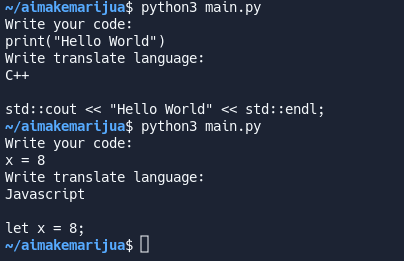 ~/aimakemarijua$ python3 main.py
Write your code:
print("Hello World")
Write translate language:
C++

std::cout << "Hello World" << std::endl;
~/aimakemarijua$ python3 main.py
Write your code:
x = 8
Write translate language:
Javascript

let x = 8;
~/aimakemarijua$